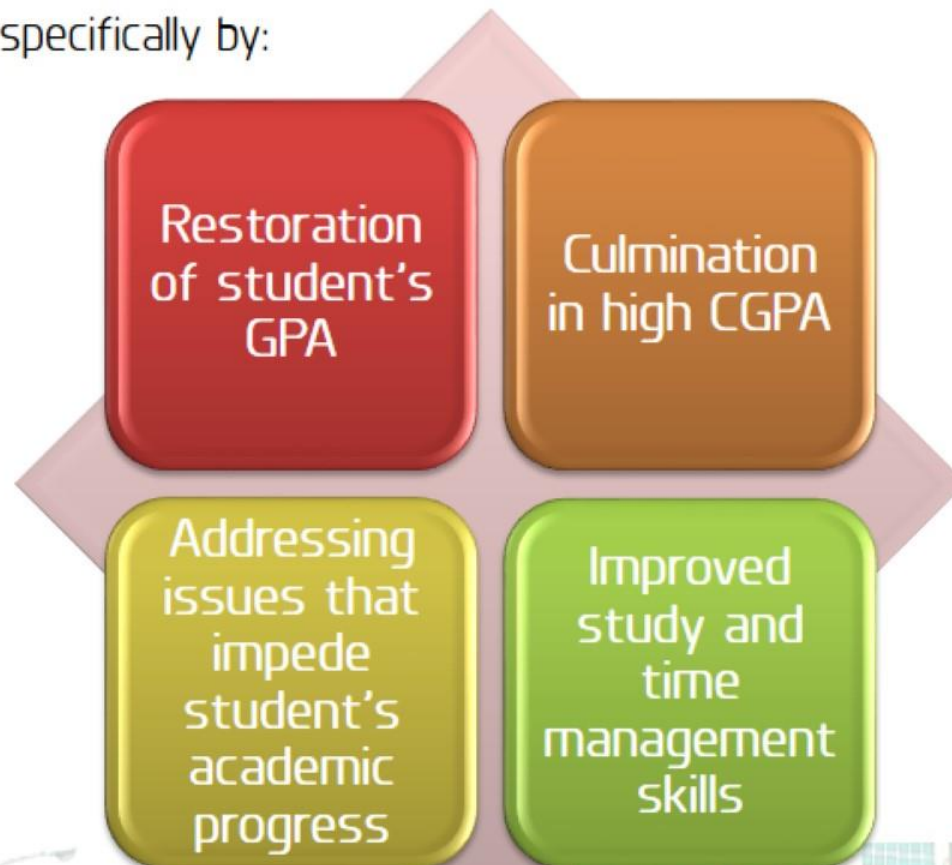 specifically by:
Restoration
of student's
GPA
Culmination
in high CGPA
Addressing
issues that
impede
student's
academic
progress
Improved
study and
time
management
skills